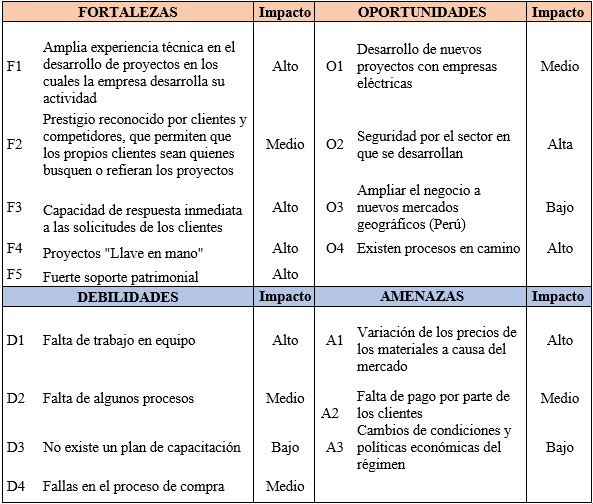 FORTALEZAS Impacto OPORTUNIDADES Impacto
F1 Amplia experiencia técnica en el
desarrollo de proyectos en los
cuales la empresa desarrolla su
actividad
Alto
O1 Desarrollo de nuevos
proyectos con empresas
eléctricas
Medio
F2 Prestigio reconocido por clientes y
competidores, que permiten que
los propios clientes sean quienes
busquen o refieran los proyectos
Medio
O2 Seguridad por el sector en
que se desarrollan
Alta
F3 Capacidad de respuesta inmediata
a las solicitudes de los clientes
Alto
O3 Ampliar el negocio a
nuevos mercados
geográficos (Perú)
Bajo
F4 Proyectos "Llave en mano" Alto
O4 Existen procesos en camino Alto
F5 Fuerte soporte patrimonial Alto
DEBILIDADES Impacto AMENAZAS Impacto
D1 Falta de trabajo en equipo Alto
A1 Variación de los precios de
los materiales a causa del
mercado
Alto
D2 Falta de algunos procesos Medio
A2 Falta de pago por parte de
los clientes
Medio
D3 No existe un plan de capacitación Bajo
A3 Cambios de condiciones y
políticas económicas del
régimen
Bajo
D4 Fallas en el proceso de compra Medio